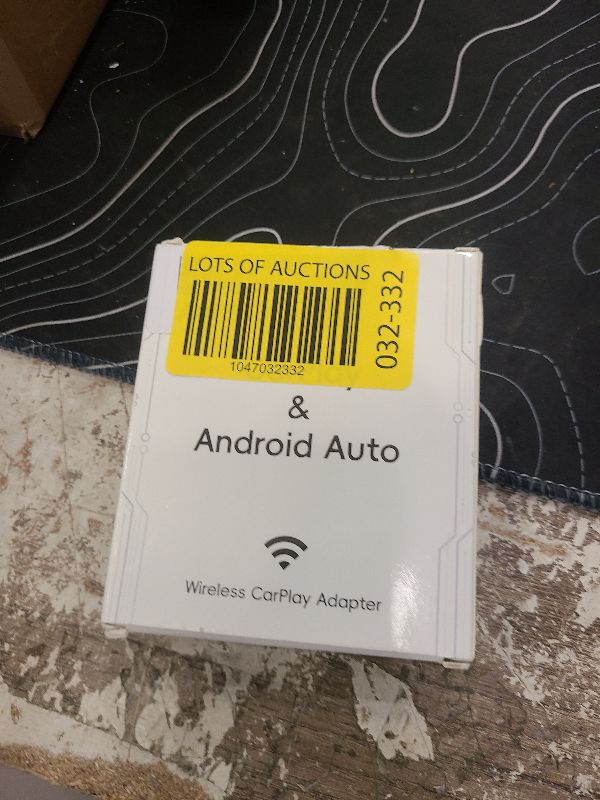 LOTS OF AUCTIONS
032-332
1047032332
&
Android Auto
Wireless CarPlay Adapter